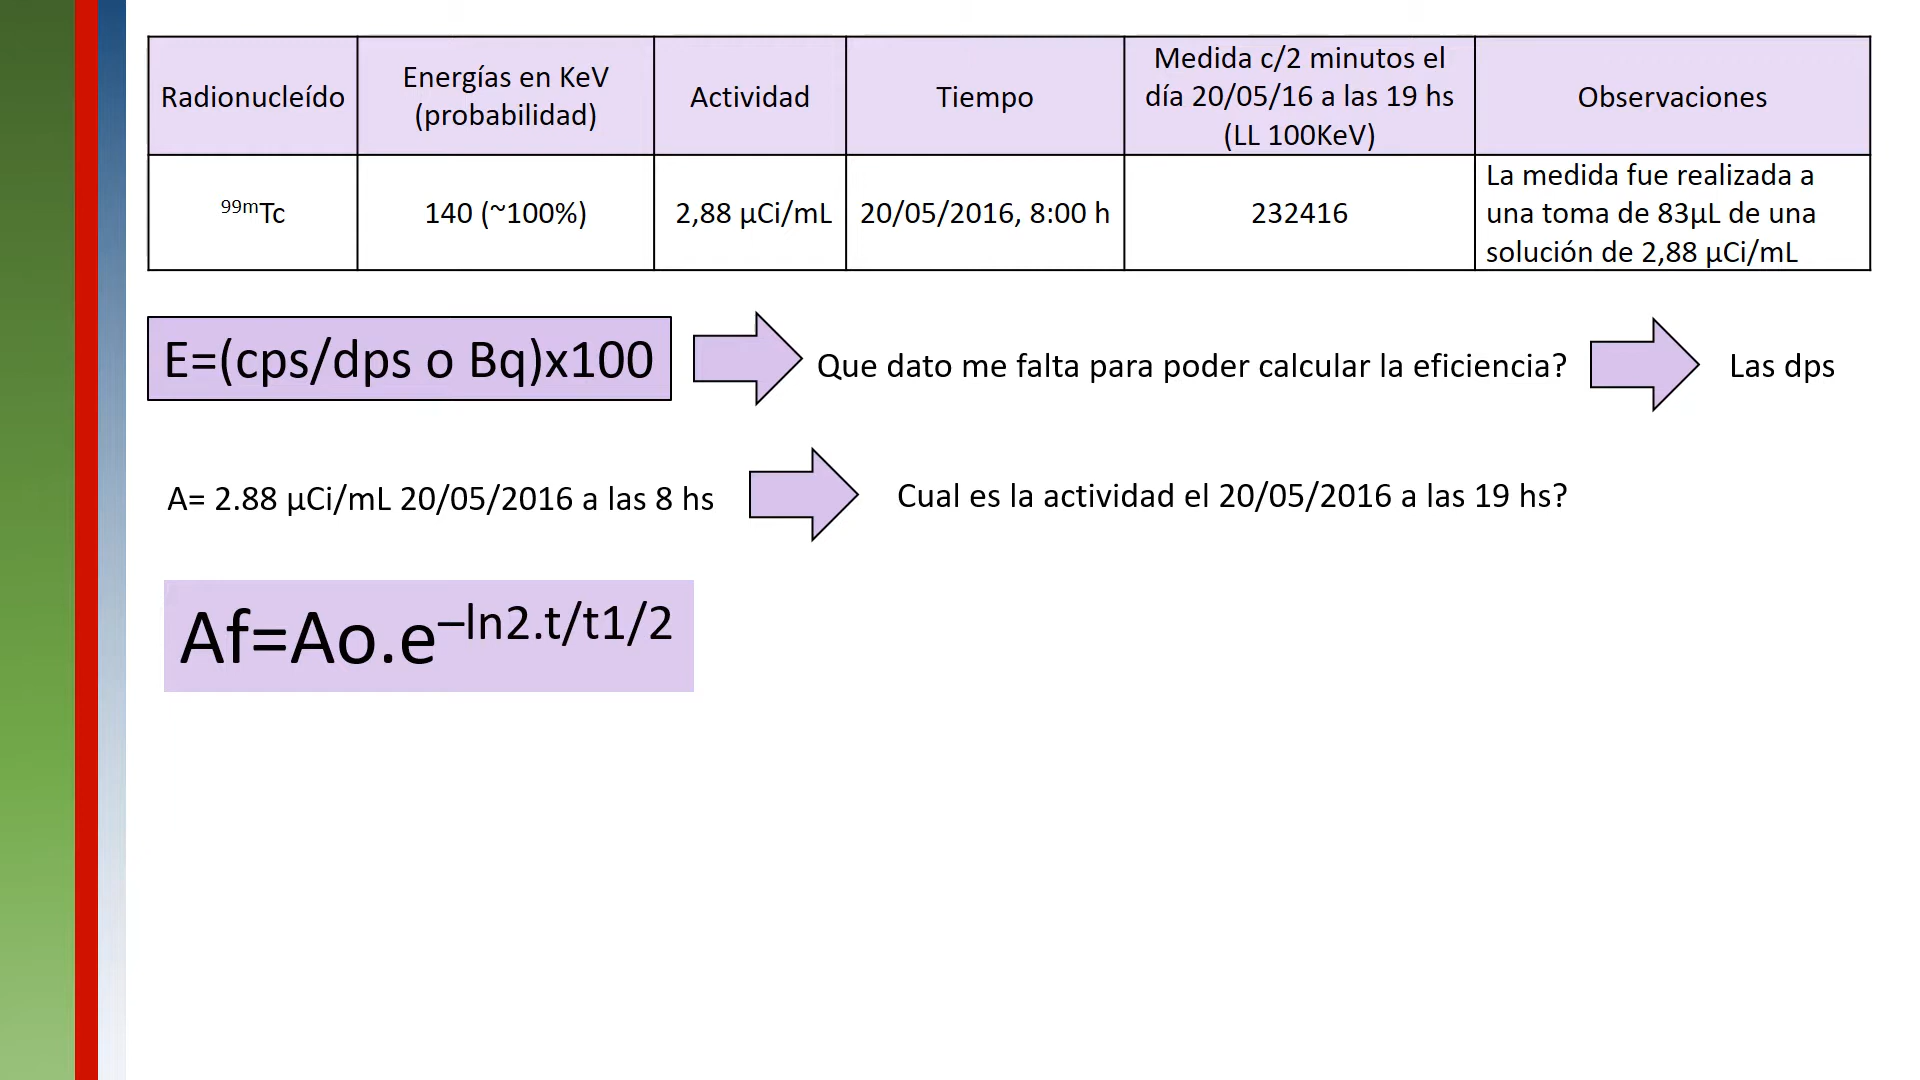 Radionucleído
Energías en KeV
(probabilidad)
Actividad
Tiempo
Medida c/2 minutos el
día 20/05/16 a las 19 hs
(LL 100KeV)
Observaciones
99mTc
140 (~100%)
2,88 µCi/mL
20/05/2016, 8:00 h
232416
La medida fue realizada a
una toma de 83µL de una
solución de 2,88 µCi/mL
E=(cps/dps o Bq)x100
Que dato me falta para poder calcular la eficiencia?
Las dps
A= 2.88 µCi/mL 20/05/2016 a las 8 hs
Cual es la actividad el 20/05/2016 a las 19 hs?
Af=Ao.e–ln2.t/t1/2